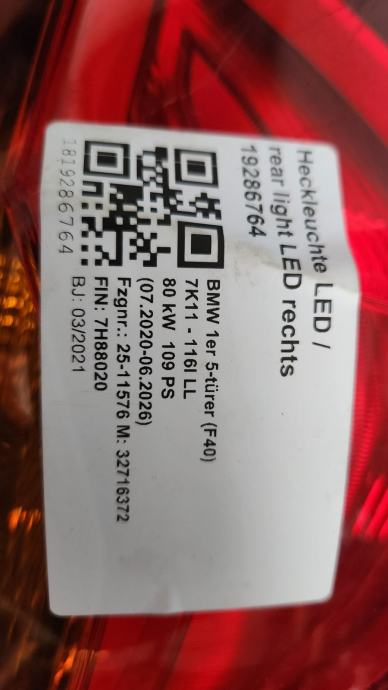 Heckleuchte LED /
rear light LED rechts
19286764
BMW 1er 5-türer (F40)
7K11 - 116I LL
80 kW 109 PS
(07.2020-06.2026)
Fzgnr.: 25-11576 M: 32716372
FIN: 7H88020
BJ: 03/2021
1819286764